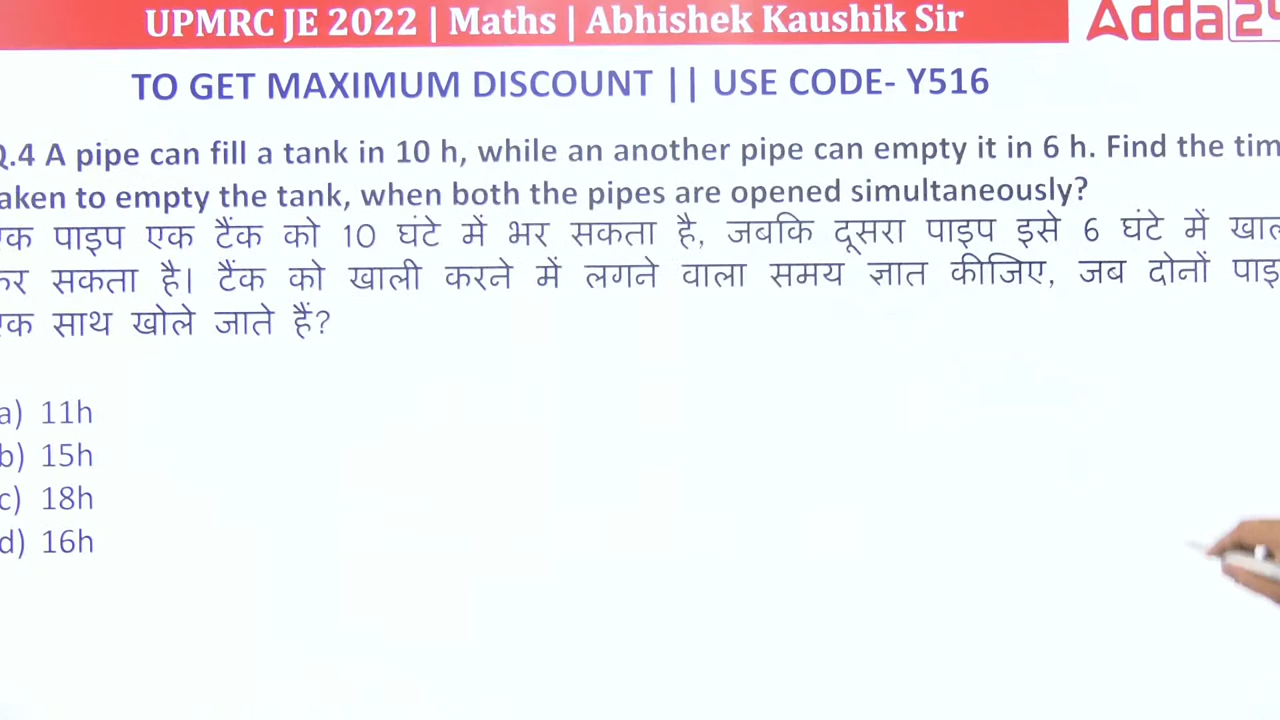 UPMRC JE 2022 | Maths | Abhishek Kaushik Sir
Adda24
TO GET MAXIMUM DISCOUNT || USE CODE- Y516
Q.4 A pipe can fill a tank in 10 h, while an another pipe can empty it in 6 h. Find the tim
aken to empty the tank, when both the pipes are opened simultaneously?
एक पाइप एक टैंक को 10 घंटे में भर सकता है, जबकि दूसरा पाइप इसे 6 घंटे में खाल
कर सकता है। टैंक को खाली करने में लगने वाला समय ज्ञात कीजिए, जब दोनों पाइ
एक साथ खोले जाते हैं?
a) 11h
b) 15h
c) 18h
d) 16h